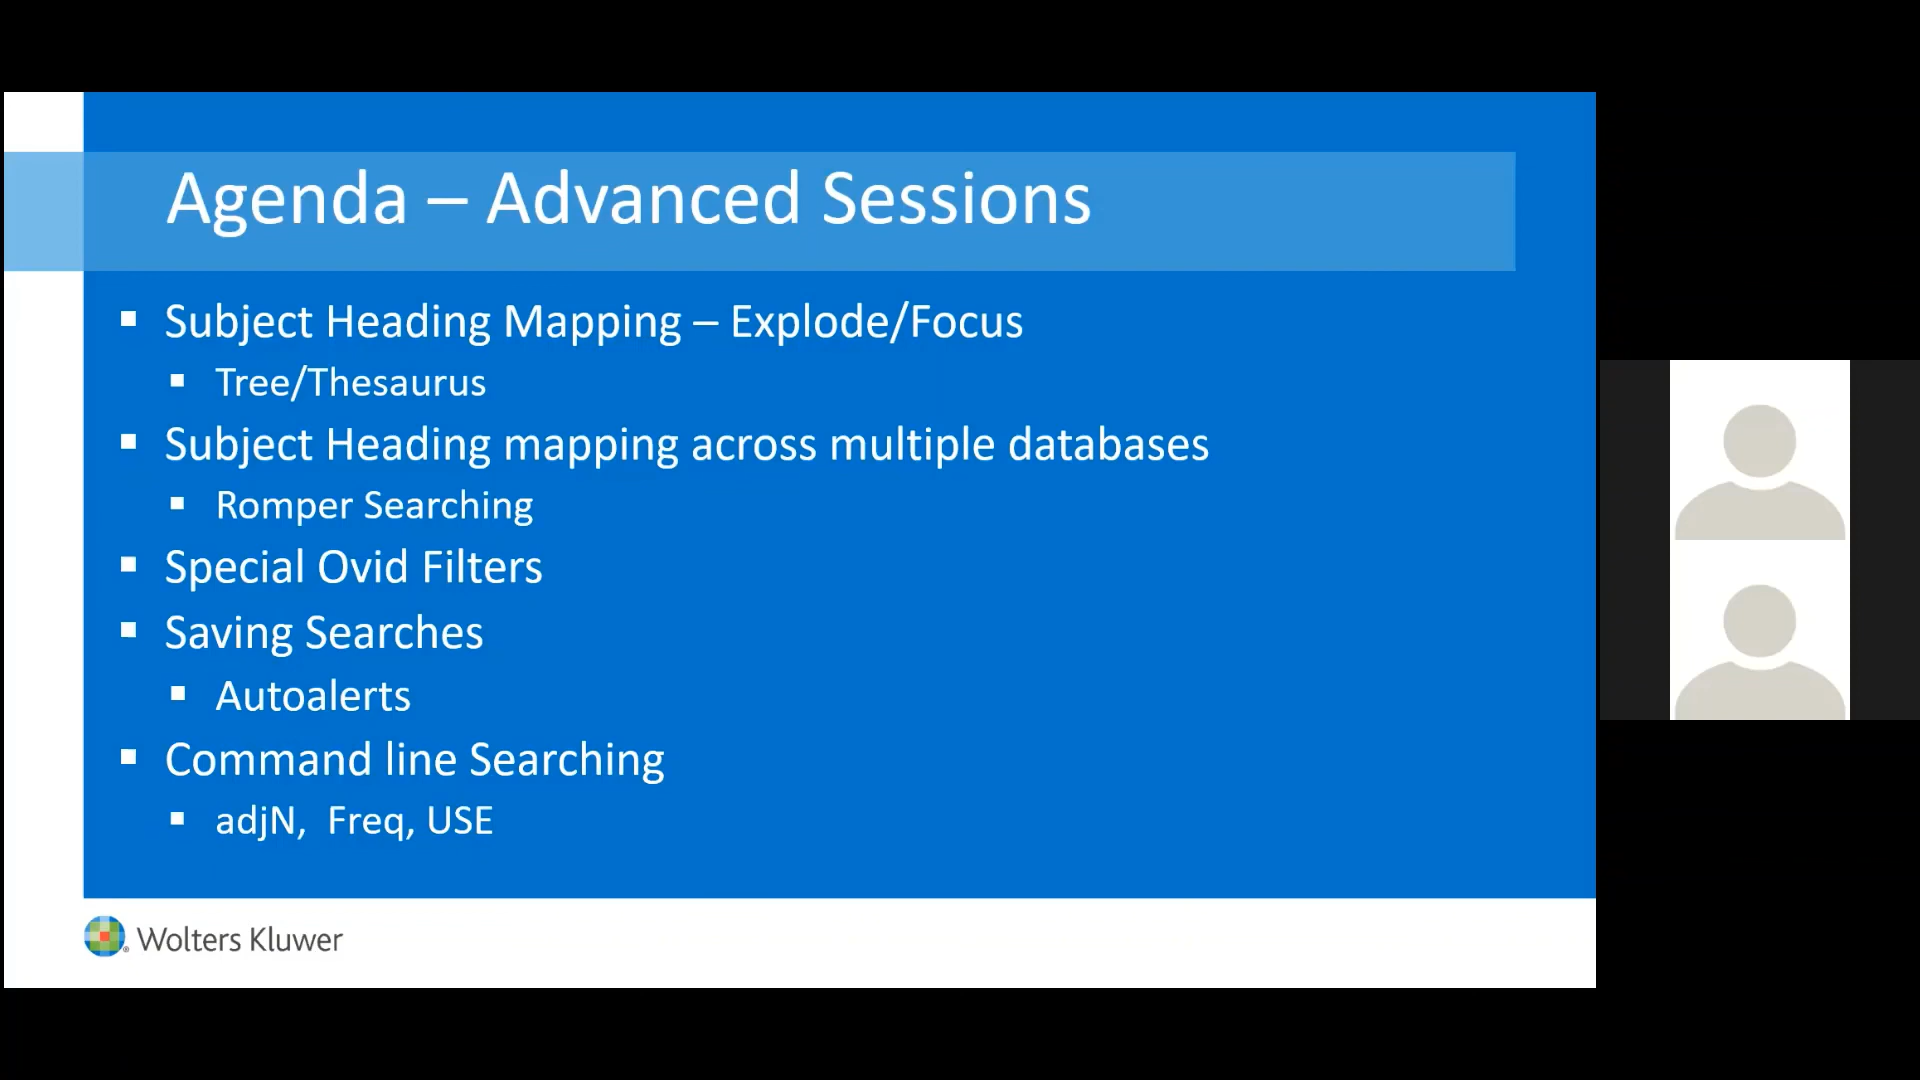 Agenda – Advanced Sessions
Subject Heading Mapping – Explode/Focus
Tree/Thesaurus
Subject Heading mapping across multiple databases
Romper Searching
Special Ovid Filters
Saving Searches
Autoalerts
Command line Searching
adjN,  Freq, USE
Wolters Kluwer